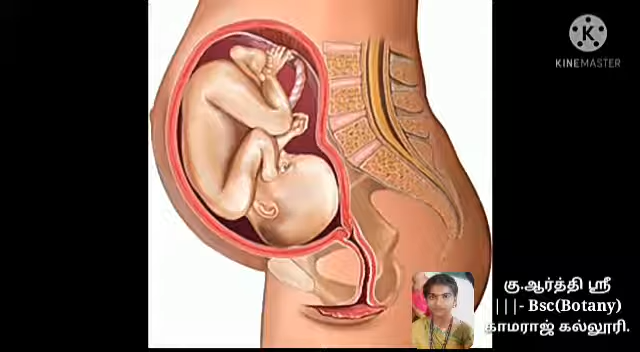 KINEMASTER
கு.ஆர்த்தி ஸ்ரீ
|||- Bsc(Botany)
காமராஜ் கல்லூரி.